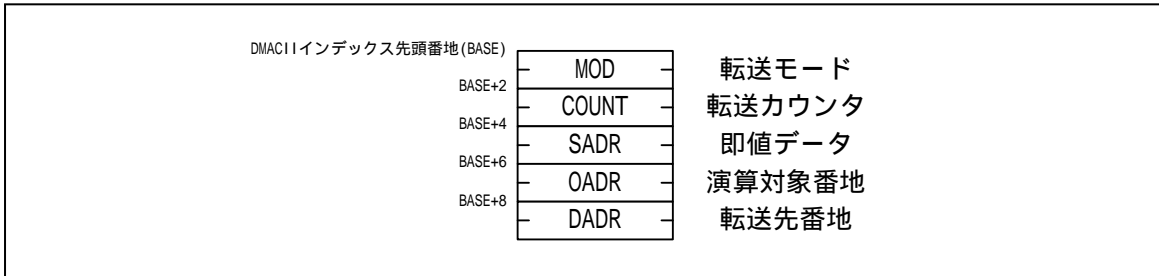 DMACIIインデックス先頭番地(BASE)
MOD 転送モード
BASE+2
COUNT 転送カウンタ
BASE+4
SADR 即値データ
BASE+6
OADR 演算対象番地
BASE+8
DADR 転送先番地